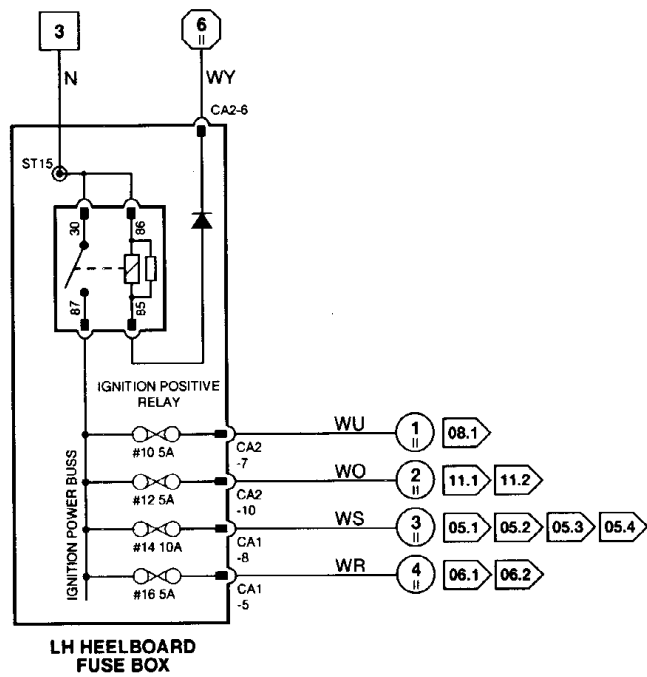 3
6
II
N
WY
CA2-6
ST15
30
86
87
85
IGNITION POSITIVE
RELAY
IGNITION POWER BUSS
#10 5A
CA2
-7
WU
1
II
08.1
#12 5A
CA2
-10
WO
2
II
11.1
11.2
#14 10A
CA1
-8
WS
3
II
05.1
05.2
05.3
05.4
#16 5A
CA1
-5
WR
4
II
06.1
06.2
LH HEELBOARD
FUSE BOX